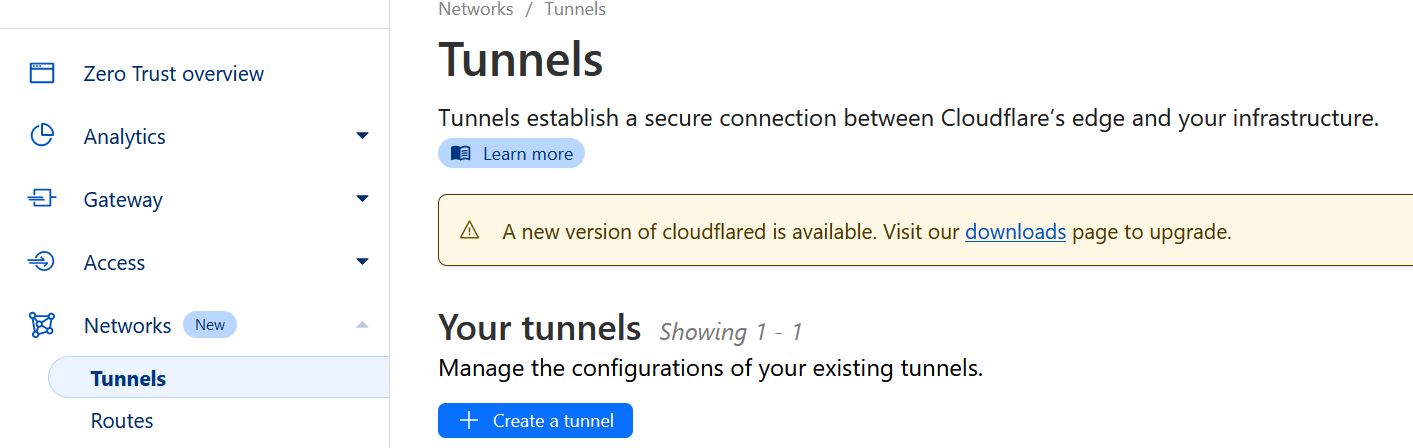 Networks / Tunnels
Tunnels
Tunnels establish a secure connection between Cloudflare’s edge and your infrastructure.
Learn more
A new version of cloudflared is available. Visit our downloads page to upgrade.
Your tunnels Showing 1 - 1
Manage the configurations of your existing tunnels.
Create a tunnel
Zero Trust overview
Analytics
Gateway
Access
Networks New
Tunnels
Routes